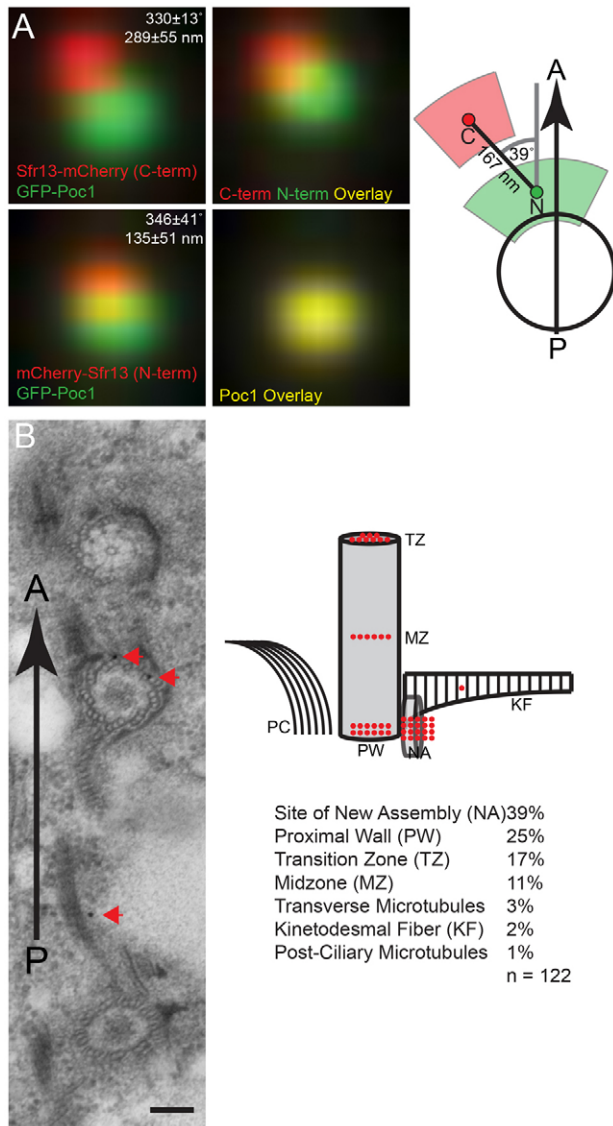 A
330±13°
289±55 nm
Sfr13-mCherry (C-term)
GFP-Poc1
C-term N-term Overlay
346±41°
135±51 nm
mCherry-Sfr13 (N-term)
GFP-Poc1
Poc1 Overlay
A
C
39°
167 nm
N
P
B
A
P
TZ
MZ
PC
PW
NA
KF
Site of New Assembly (NA) 39%
Proximal Wall (PW) 25%
Transition Zone (TZ) 17%
Midzone (MZ) 11%
Transverse Microtubules 3%
Kinetodesmal Fiber (KF) 2%
Post-Ciliary Microtubules 1%
n = 122